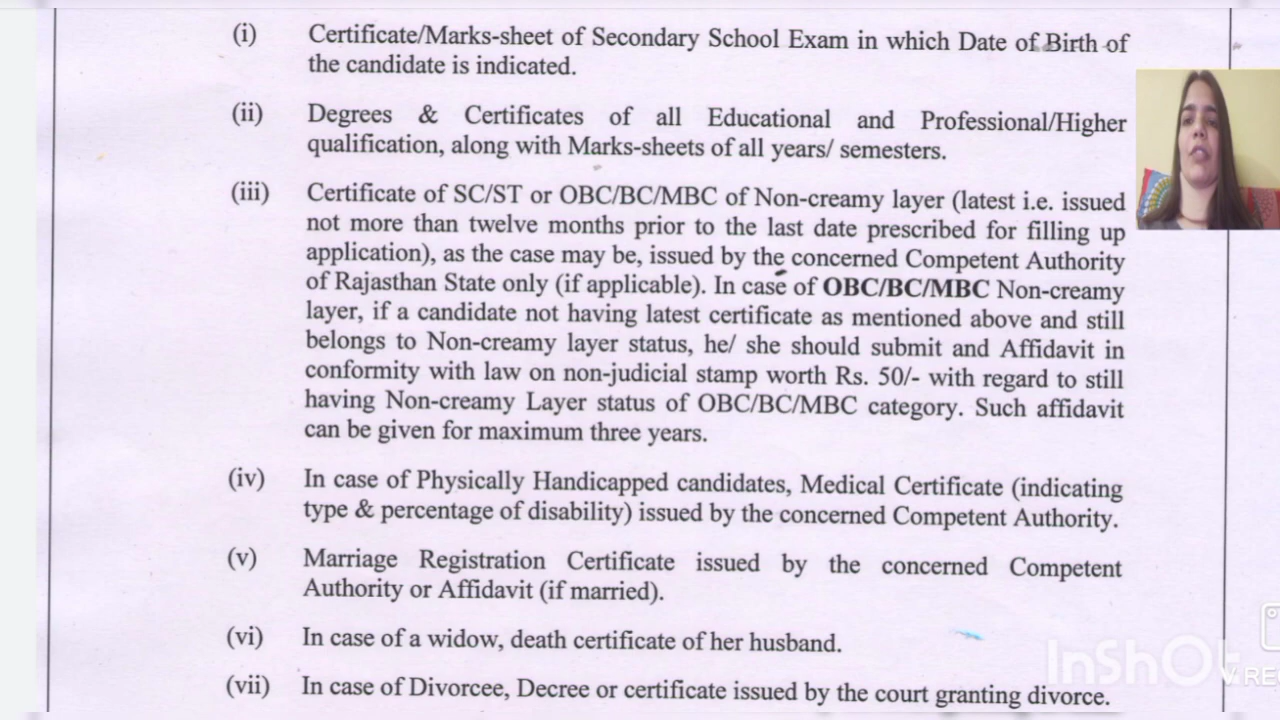 (i) Certificate/Marks-sheet of Secondary School Exam in which Date of Birth of
the candidate is indicated.
(ii) Degrees & Certificates of all Educational and Professional/Higher
qualification, along with Marks-sheets of all years/ semesters.
(iii) Certificate of SC/ST or OBC/BC/MBC of Non-creamy layer (latest i.e. issued
not more than twelve months prior to the last date prescribed for filling up
application), as the case may be, issued by the concerned Competent Authority
of Rajasthan State only (if applicable). In case of OBC/BC/MBC Non-creamy
layer, if a candidate not having latest certificate as mentioned above and still
belongs to Non-creamy layer status, he/ she should submit and Affidavit in
conformity with law on non-judicial stamp worth Rs. 50/- with regard to still
having Non-creamy Layer status of OBC/BC/MBC category. Such affidavit
can be given for maximum three years.
(iv) In case of Physically Handicapped candidates, Medical Certificate (indicating
type & percentage of disability) issued by the concerned Competent Authority.
(v) Marriage Registration Certificate issued by the concerned Competent
Authority or Affidavit (if married).
(vi) In case of a widow, death certificate of her husband.
(vii) In case of Divorcee, Decree or certificate issued by the court granting divorce.
InShOt